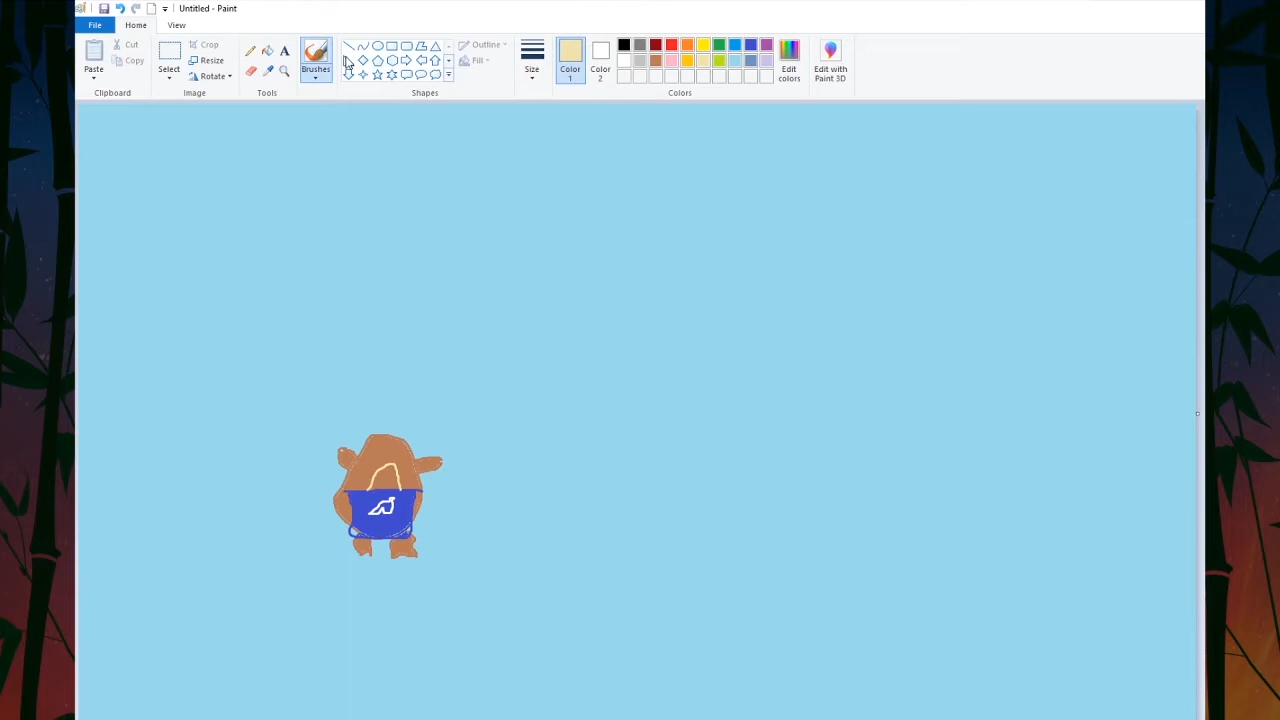 Untitled - Paint
File Home View
Paste
Cut
Copy
Clipboard
Select
Crop
Resize
Rotate
Image
A
Tools
Brushes
Outline
Fill
Shapes
Size
Color 1
Color 2
Edit colors
Colors
Edit with Paint 3D